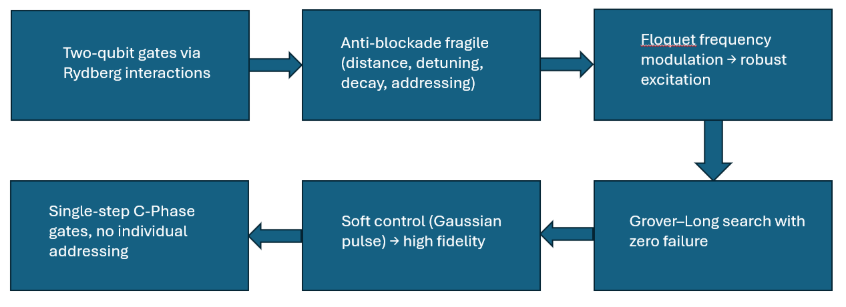 Two-qubit gates via
Rydberg interactions
Anti-blockade fragile
(distance, detuning,
decay, addressing)
Floquet frequency
modulation → robust
excitation
Grover–Long search with
zero failure
Soft control (Gaussian
pulse) → high fidelity
Single-step C-Phase
gates, no individual
addressing